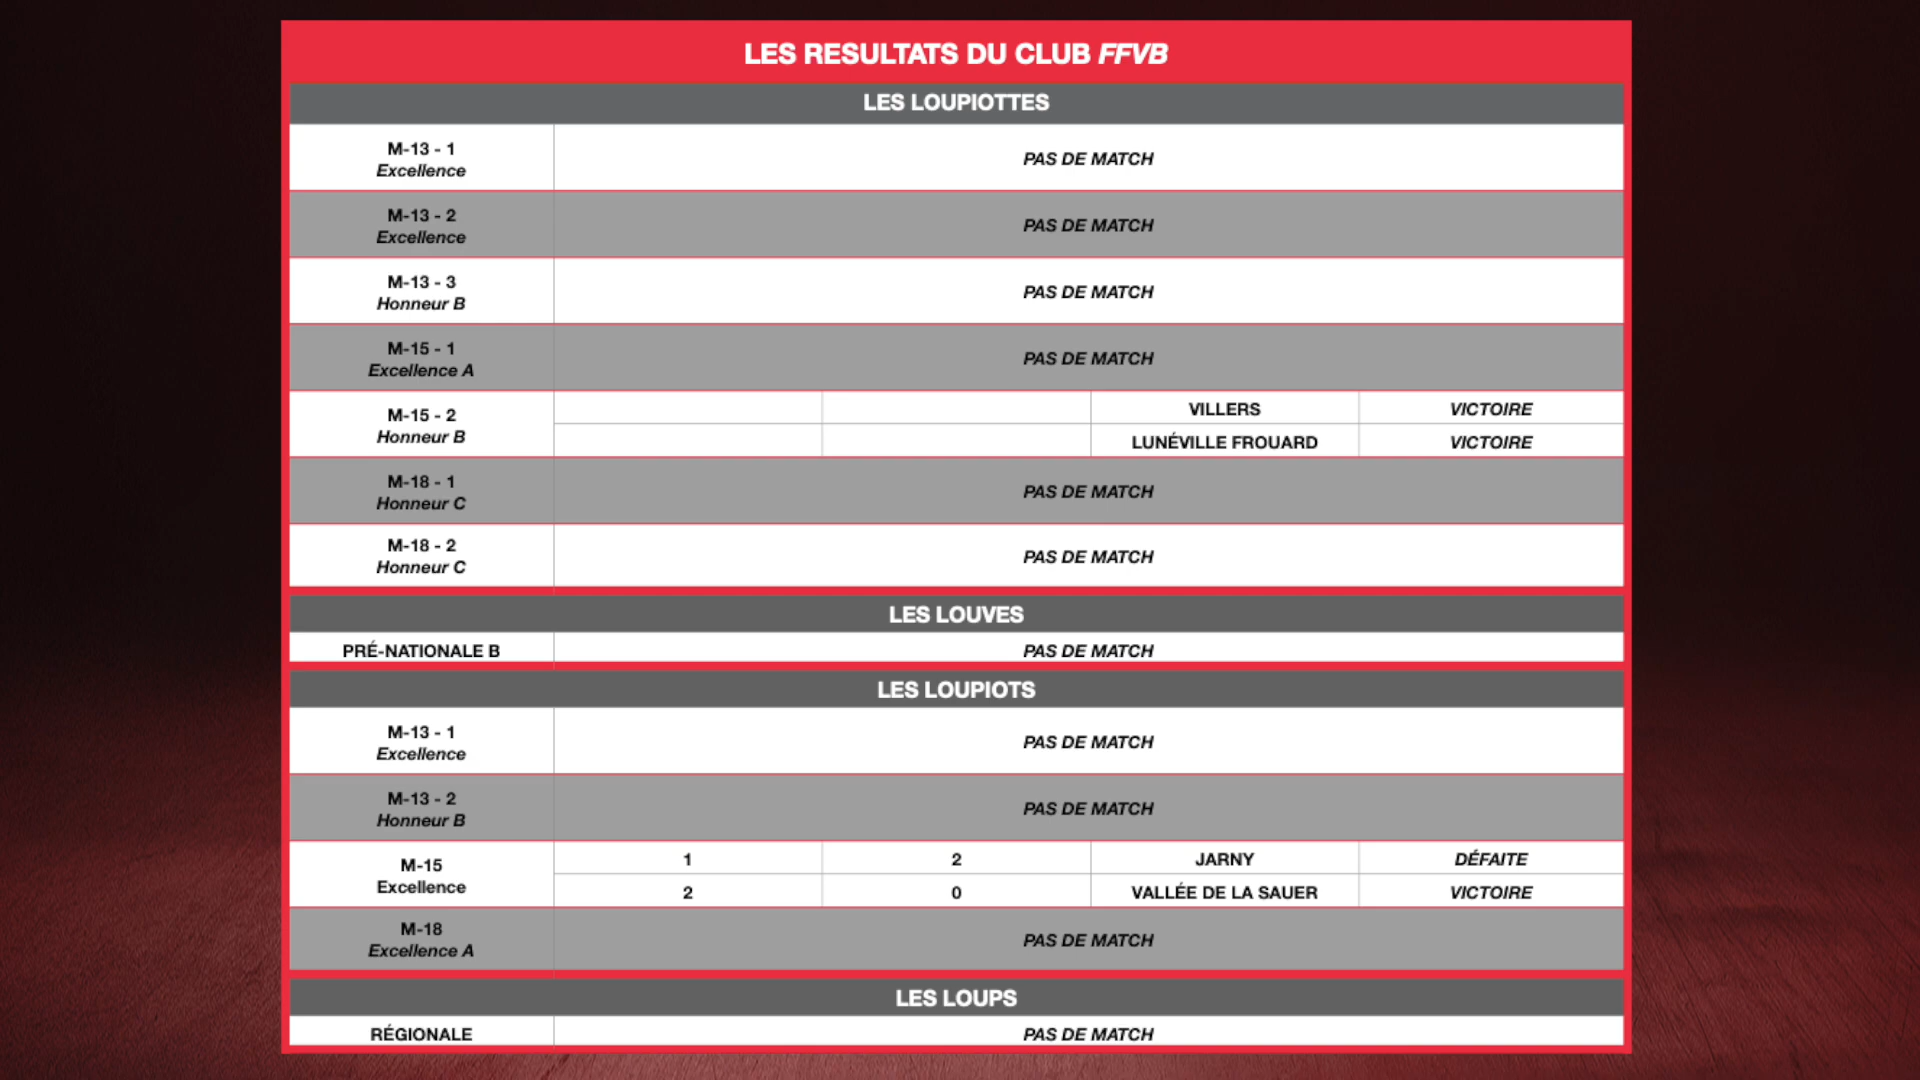 LES RESULTATS DU CLUB FFVB
LES LOUPIOTTES
M-13 - 1
Excellence
PAS DE MATCH
M-13 - 2
Excellence
PAS DE MATCH
M-13 - 3
Honneur B
PAS DE MATCH
M-15 - 1
Excellence A
PAS DE MATCH
M-15 - 2
Honneur B
VILLERS VICTOIRE
LUNÉVILLE FROUARD VICTOIRE
M-18 - 1
Honneur C
PAS DE MATCH
M-18 - 2
Honneur C
PAS DE MATCH
LES LOUVES
PRÉ-NATIONALE B PAS DE MATCH
LES LOUPIOTS
M-13 - 1
Excellence
PAS DE MATCH
M-13 - 2
Honneur B
PAS DE MATCH
M-15
Excellence
1 2 JARNY DÉFAITE
2 0 VALLÉE DE LA SAUER VICTOIRE
M-18
Excellence A
PAS DE MATCH
LES LOUPS
RÉGIONALE PAS DE MATCH